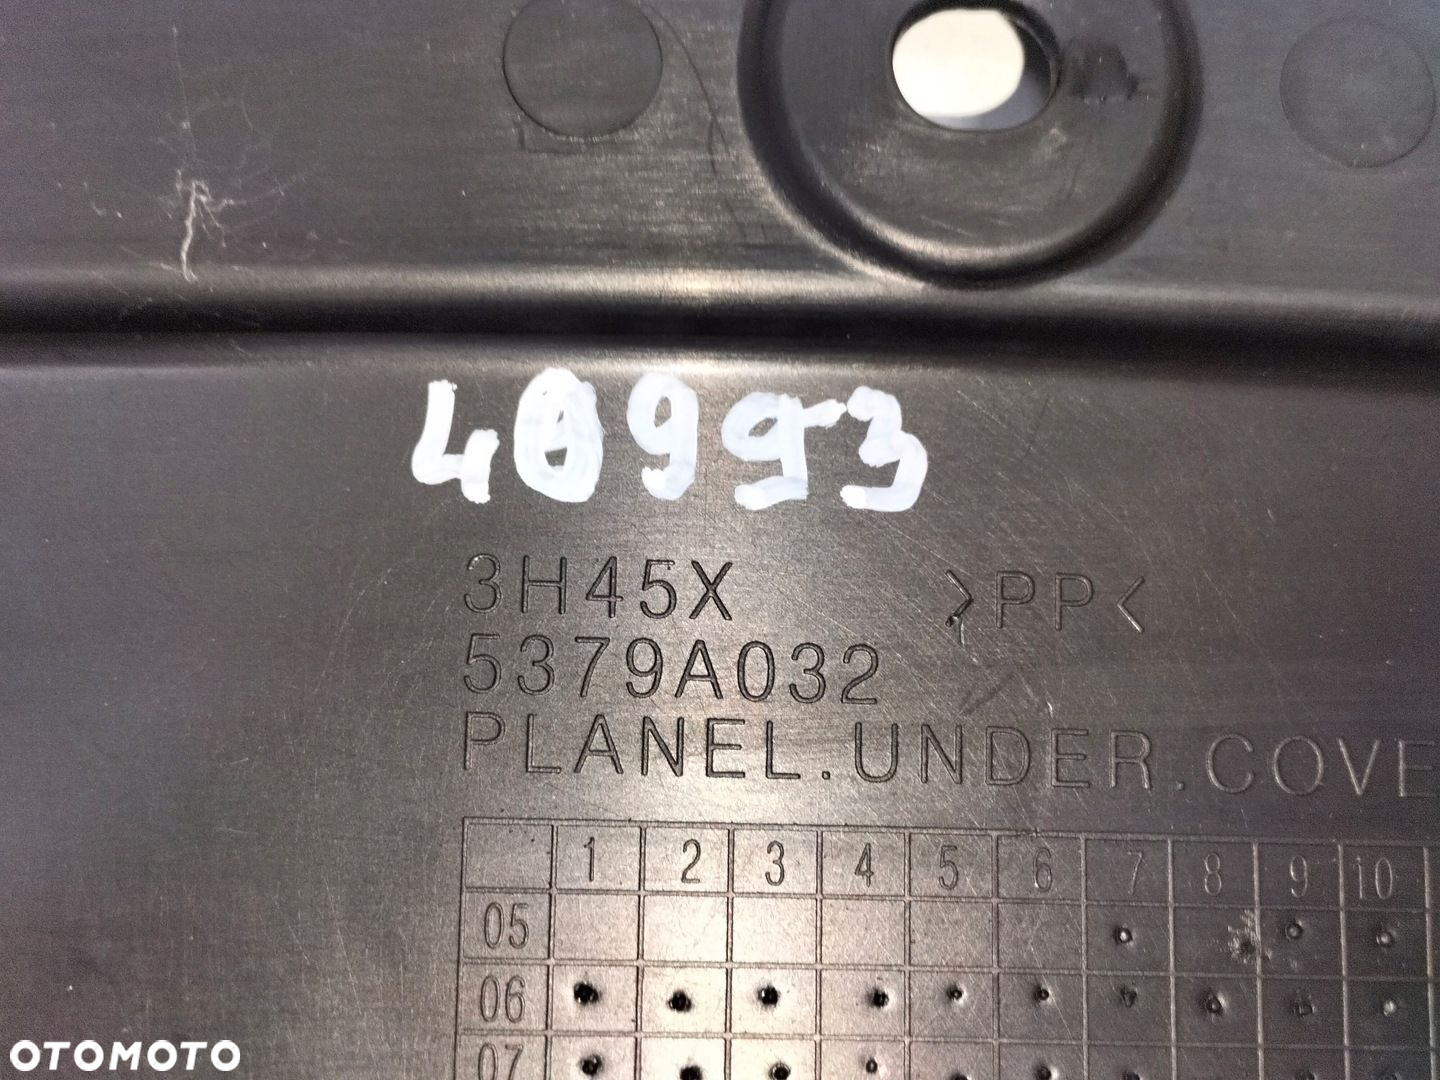 40993
3H45X >PP<
5379A032
PLANEL.UNDER.COVE
1 2 3 4 5 6 7 8 9 10
05
06
07
OTOMOTO